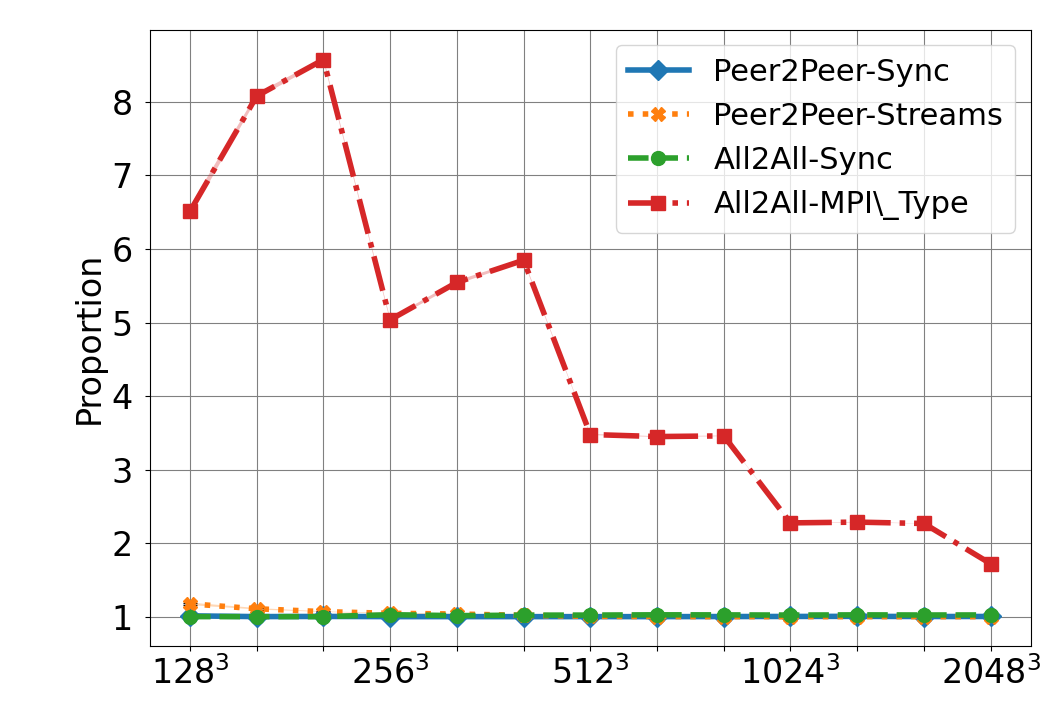 Peer2Peer-Sync
Peer2Peer-Streams
All2All-Sync
All2All-MPI\_Type
Proportion
8
7
6
5
4
3
2
1
128³ 256³ 512³ 1024³ 2048³